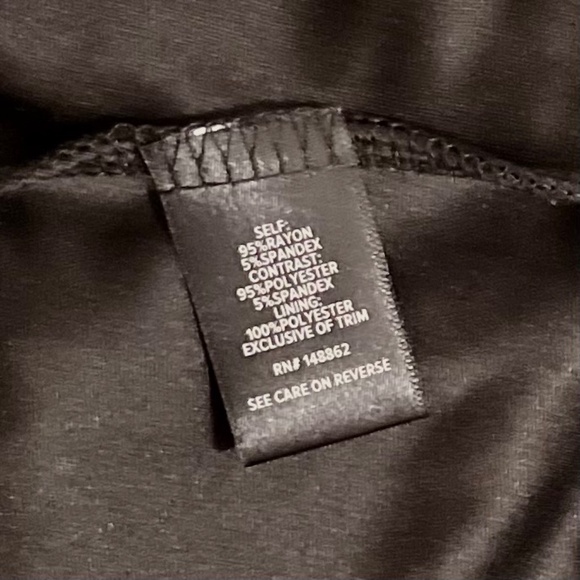 SELF:
95%RAYON
5%SPANDEX
CONTRAST:
95%POLYESTER
5%SPANDEX
LINING:
100%POLYESTER
EXCLUSIVE OF TRIM
RN# 148862
SEE CARE ON REVERSE